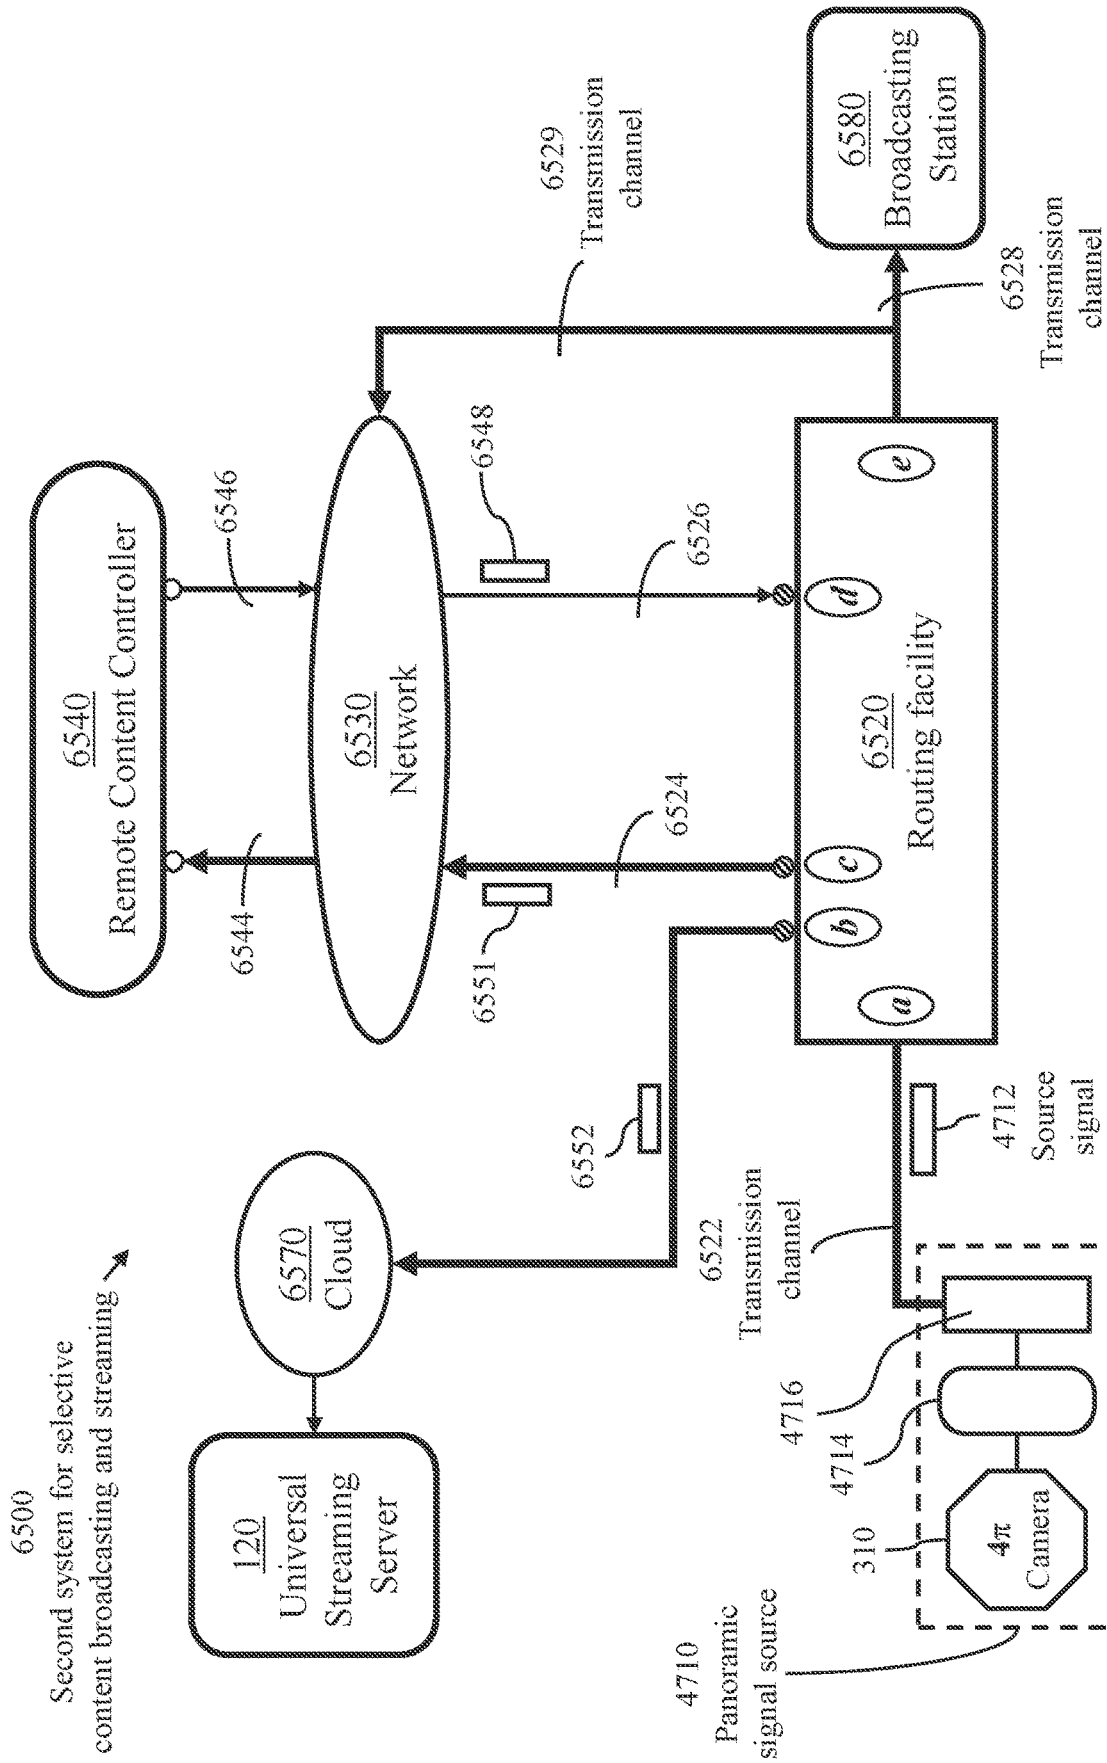 6500
Second system for selective
content broadcasting and streaming
120
Universal
Streaming
Server
6570
Cloud
6540
Remote Content Controller
6544
6546
6530
Network
6529
Transmission
channel
6552
6551
6524
6548
6526
6520
Routing facility
a
b
c
d
e
6580
Broadcasting
Station
6528
Transmission
channel
6522
Transmission
channel
4712
Source
signal
4710
Panoramic
signal source
310
4714
4716
4π
Camera